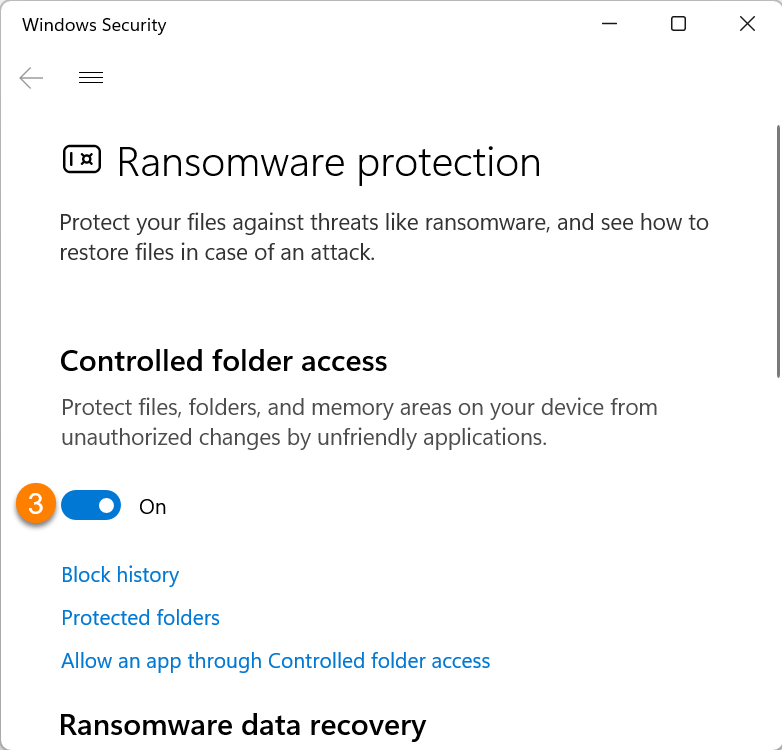 Windows Security
Ransomware protection
Protect your files against threats like ransomware, and see how to
restore files in case of an attack.
Controlled folder access
Protect files, folders, and memory areas on your device from
unauthorized changes by unfriendly applications.
3 On
Block history
Protected folders
Allow an app through Controlled folder access
Ransomware data recovery